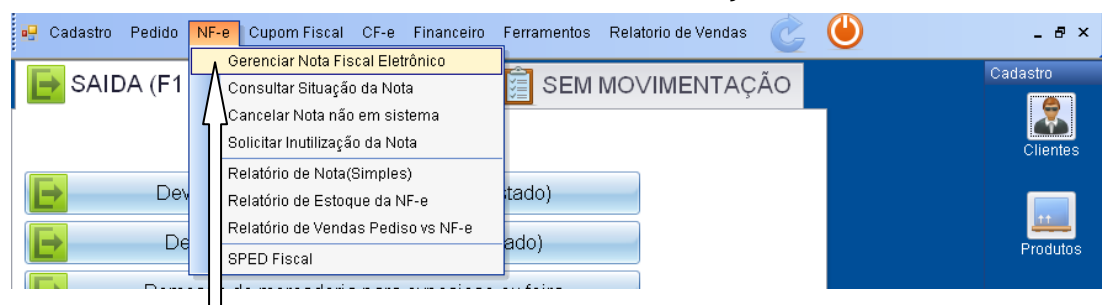 Cadastro Pedido NF-e Cupom Fiscal CF-e Financeiro Ferramentos Relatorio de Vendas
Gerenciar Nota Fiscal Eletrônico
Consultar Situação da Nota
Cancelar Nota não em sistema
Solicitar Inutilização da Nota
Relatório de Nota(Simples)
Relatório de Estoque da NF-e
Relatório de Vendas Pediso vs NF-e
SPED Fiscal
SAIDA (F1
SEM MOVIMENTAÇÃO
Dev
stado)
De
ado)
Cadastro
Clientes
Produtos